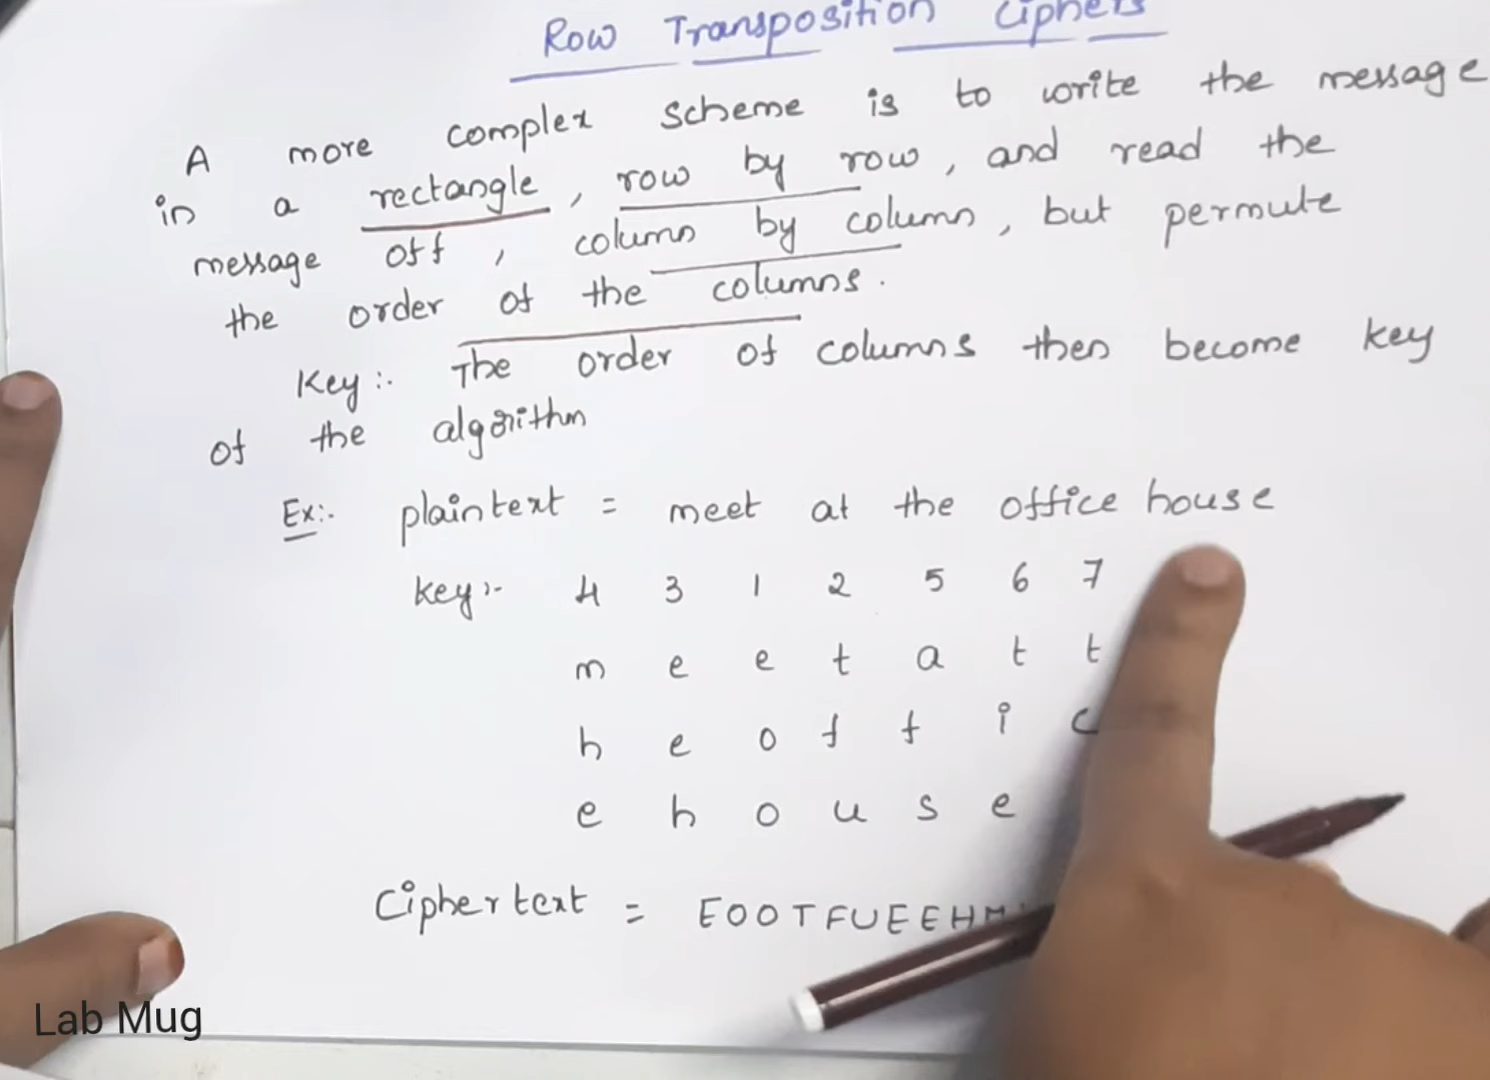 Row Transposition Ciphers
A more complex scheme is to write the message
in a rectangle, row by row, and read the
message off, column by column, but permute
the order of the columns.
Key:- The order of columns then become key
of the algorithm
Ex:- plaintext = meet at the office house
key:- 4 3 1 2 5 6 7
m e e t a t t
h e o f f i c
e h o u s e
Ciphertext = EOOTFUEEHM
Lab Mug